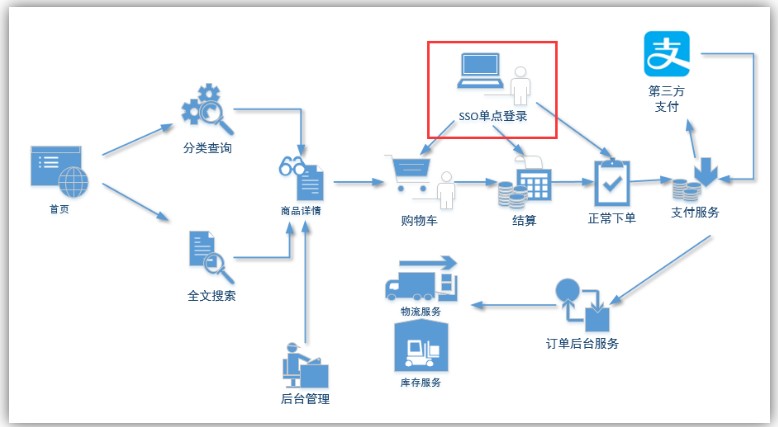 支
第三方
支付
SSO单点登录
分类查询
首页
商品详情
购物车
结算
正常下单
支付服务
全文搜索
物流服务
订单后台服务
库存服务
后台管理